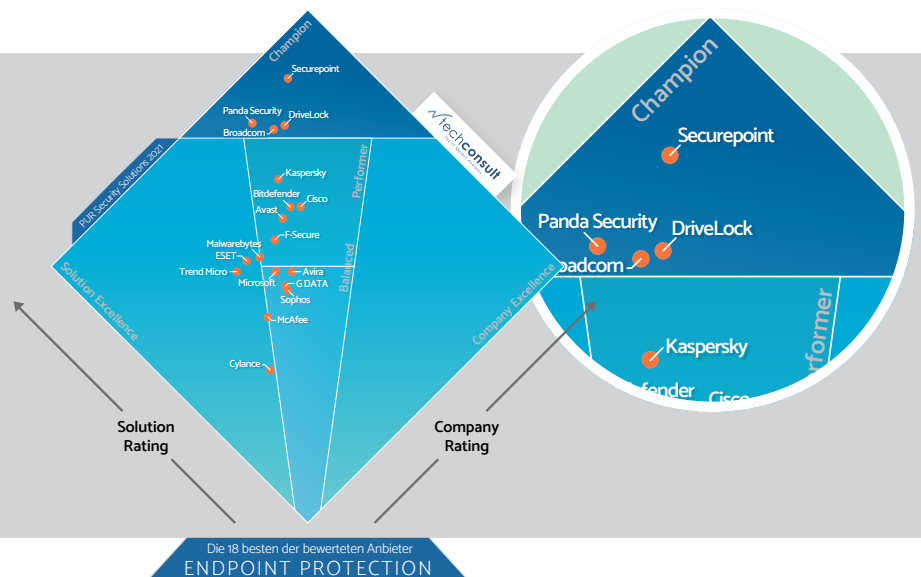 Champion
Securepoint
Panda Security
DriveLock
Broadcom
PUR Security Solutions 2021
techconsult
Performer
Kaspersky
Bitdefender
Cisco
Avast
F-Secure
Malwarebytes
ESET
Trend Micro
Balanced
Microsoft
Avira
G DATA
Sophos
McAfee
Cylance
Solution Excellence
Company Excellence
Solution
Rating
Company
Rating
Champion
Securepoint
Panda Security
DriveLock
oadcom
Kaspersky
rformer
fender
Cisco
Die 18 besten der bewerteten Anbieter
ENDPOINT PROTECTION